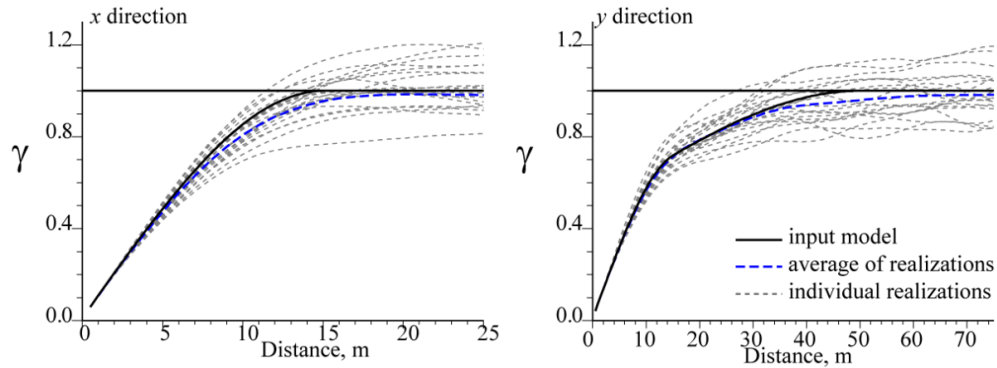 x direction
1.2
0.8
0.4
0.0
γ
0
5
10
15
20
25
Distance, m
y direction
1.2
0.8
0.4
0.0
γ
0
10
20
30
40
50
60
70
Distance, m
input model
average of realizations
individual realizations